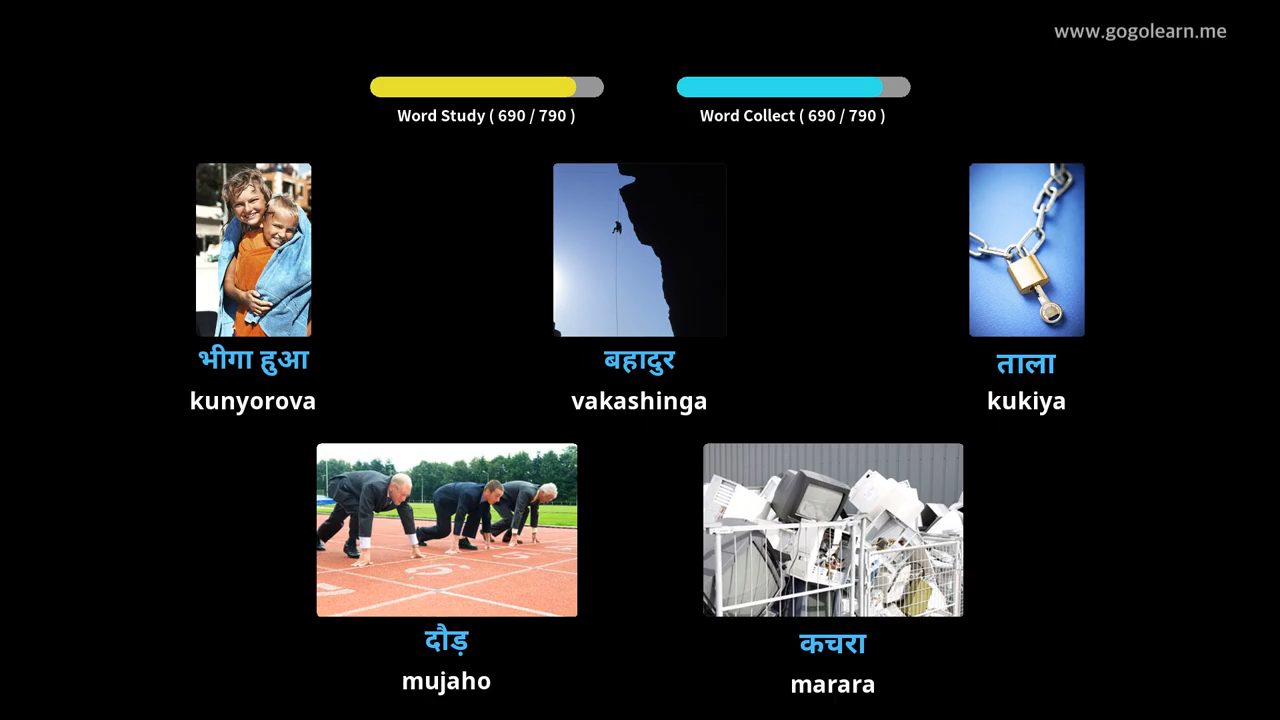 www.gogolearn.me
Word Study ( 690 / 790 )
Word Collect ( 690 / 790 )
भीगा हुआ
kunyorova
बहादुर
vakashinga
ताला
kukiya
दौड़
mujaho
कचरा
marara